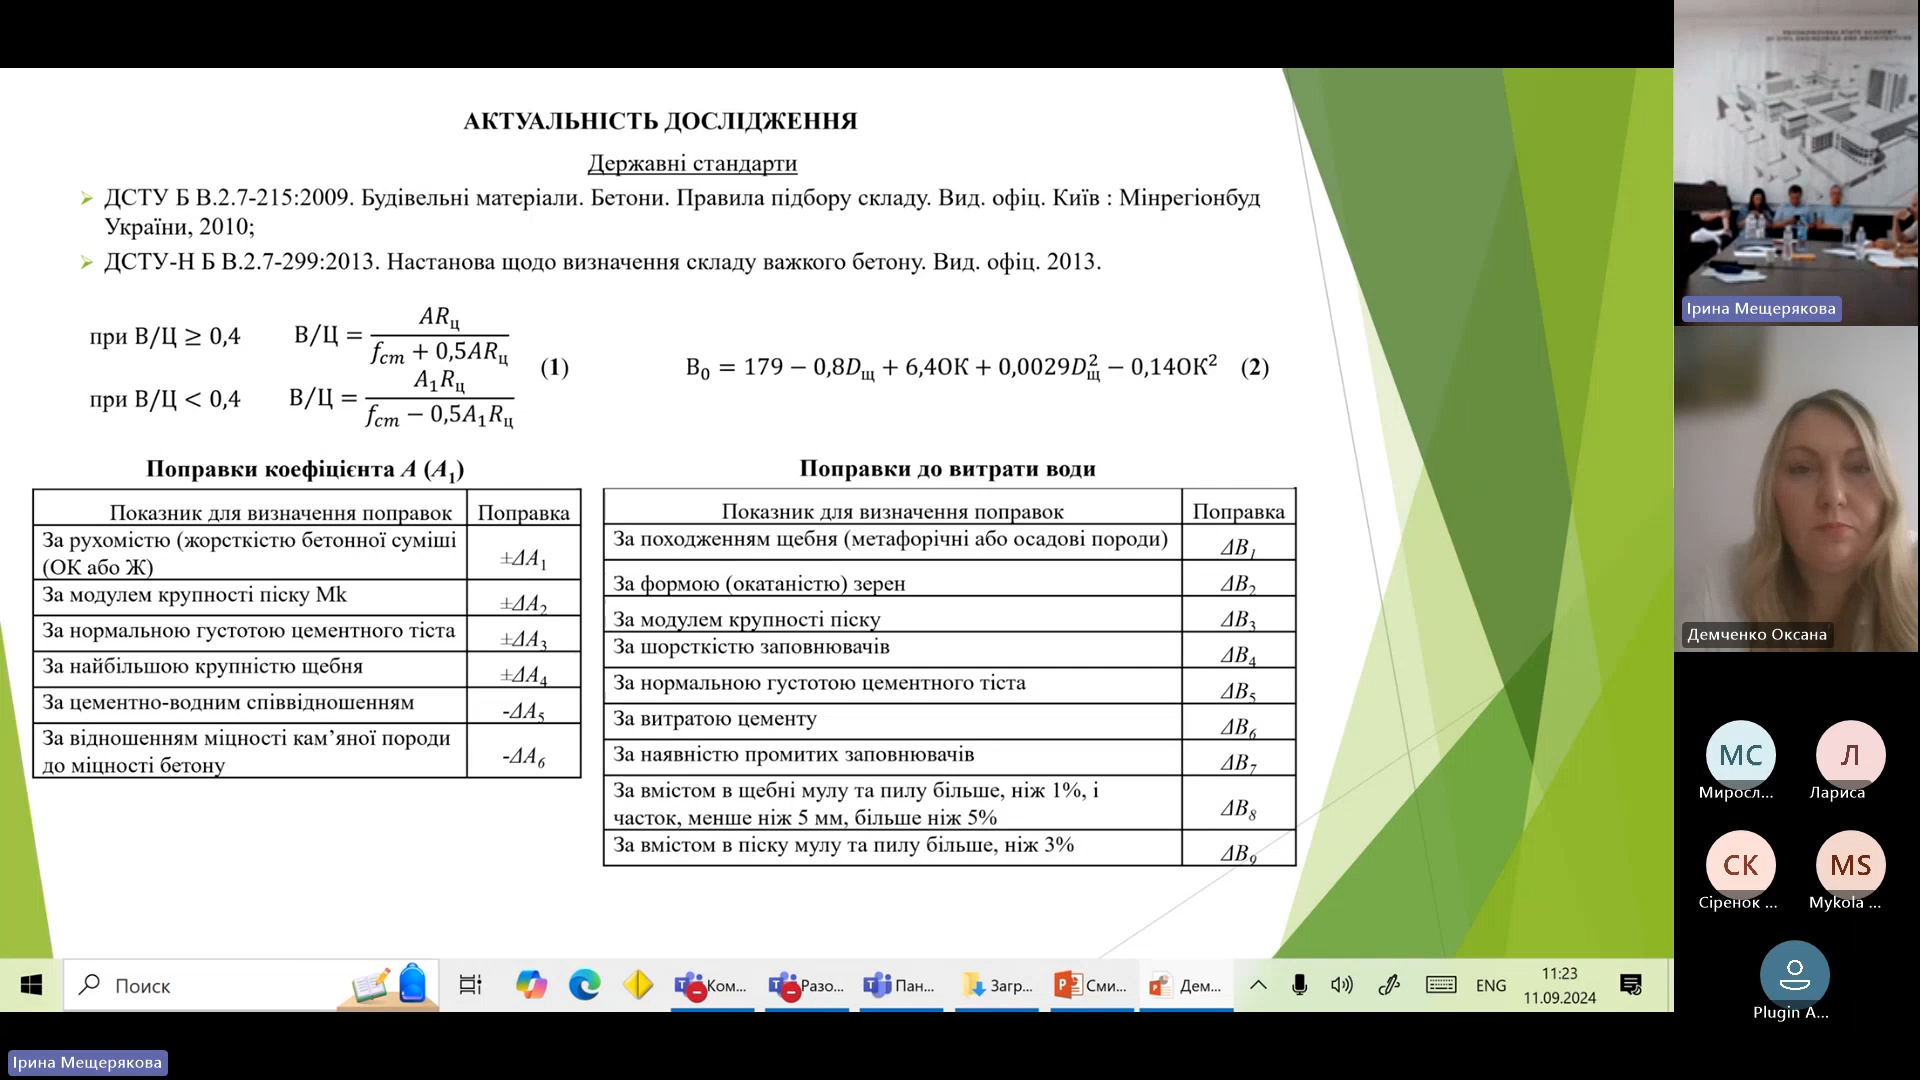 АКТУАЛЬНІСТЬ ДОСЛІДЖЕННЯ
Державні стандарти
ДСТУ Б В.2.7-215:2009. Будівельні матеріали. Бетони. Правила підбору складу. Вид. офіц. Київ : Мінрегіонбуд
України, 2010;
ДСТУ-Н Б В.2.7-299:2013. Настанова щодо визначення складу важкого бетону. Вид. офіц. 2013.
при В/Ц ≥ 0,4 В/Ц = AR_ц / (f_cm + 0,5AR_ц)
при В/Ц < 0,4 В/Ц = A₁R_ц / (f_cm − 0,5A₁R_ц)
(1)
В₀ = 179 − 0,8D_щ + 6,4ОК + 0,0029D_щ² − 0,14ОК² (2)
Поправки коефіцієнта A (A₁)
Показник для визначення поправок Поправка
За рухомістю (жорсткістю бетонної суміші
(ОК або Ж) ±ΔA₁
За модулем крупності піску Mk ±ΔA₂
За нормальною густотою цементного тіста ±ΔA₃
За найбільшою крупністю щебня ±ΔA₄
За цементно-водним співвідношенням -ΔA₅
За відношенням міцності кам’яної породи
до міцності бетону -ΔA₆
Поправки до витрати води
Показник для визначення поправок Поправка
За походженням щебня (метафорічні або осадові породи) ΔB₁
За формою (окатаністю) зерен ΔB₂
За модулем крупності піску ΔB₃
За шорсткістю заповнювачів ΔB₄
За нормальною густотою цементного тіста ΔB₅
За витратою цементу ΔB₆
За наявністю промитих заповнювачів ΔB₇
За вмістом в щебні мулу та пилу більше, ніж 1%, і
часток, менше ніж 5 мм, більше ніж 5% ΔB₈
За вмістом в піску мулу та пилу більше, ніж 3% ΔB₉
Поиск
Ком...
Разо...
Пан...
Загр...
Сми...
Дем...
ENG
11:23
11.09.2024
Ірина Мещерякова
Ірина Мещерякова
Демченко Оксана
МС
Миросл...
Л
Лариса
СК
Сіренок ...
MS
Mykola ...
Plugin A...